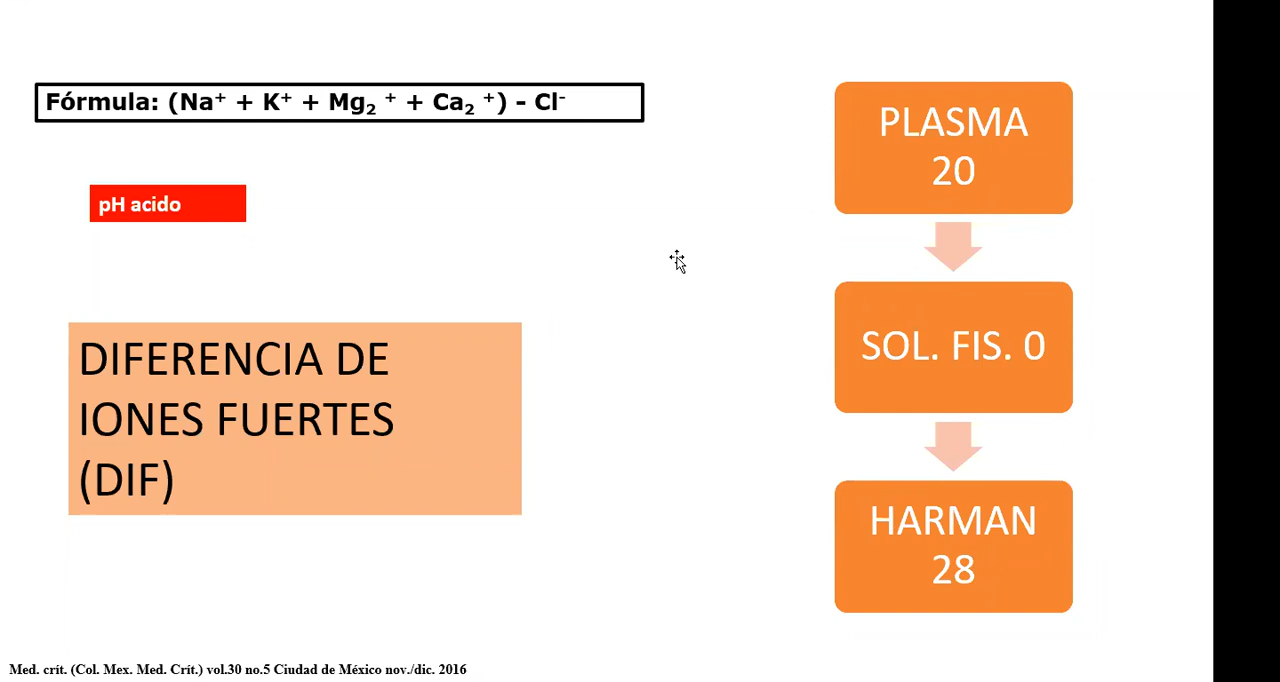 Fórmula: (Na⁺ + K⁺ + Mg₂ ⁺ + Ca₂ ⁺) - Cl⁻
pH acido
DIFERENCIA DE
IONES FUERTES
(DIF)
PLASMA
20
SOL. FIS. 0
HARMAN
28
Med. crít. (Col. Mex. Med. Crít.) vol.30 no.5 Ciudad de México nov./dic. 2016